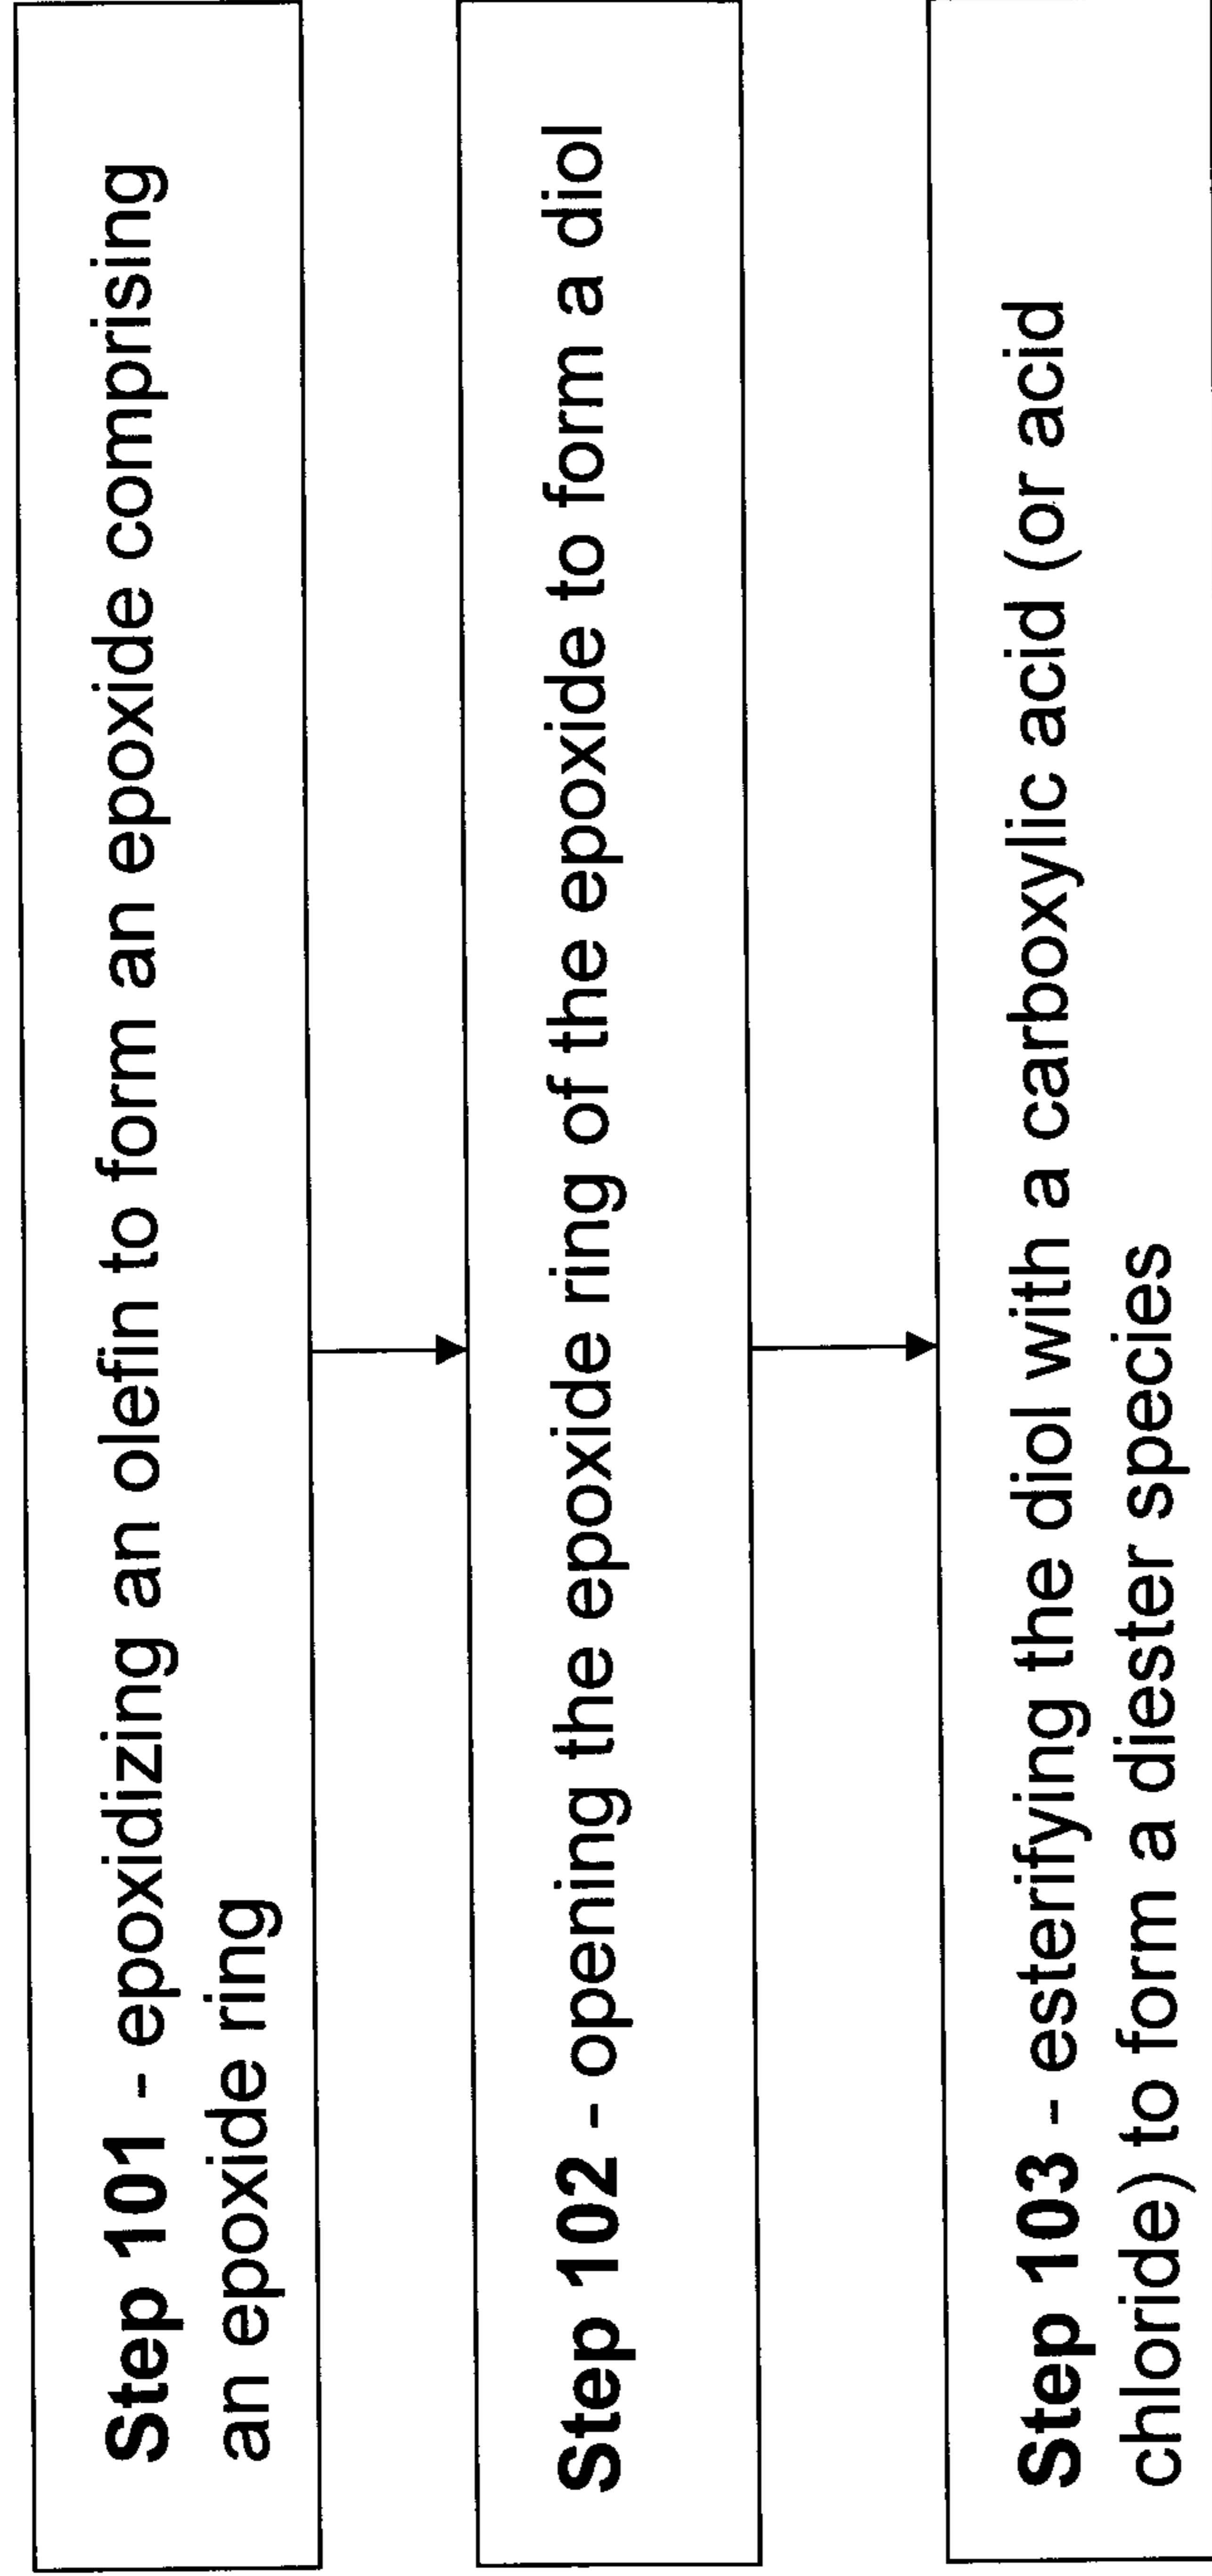 Step 101 - epoxidizing an olefin to form an epoxide comprising
an epoxide ring
Step 102 - opening the epoxide ring of the epoxide to form a diol
Step 103 - esterifying the diol with a carboxylic acid (or acid
chloride) to form a diester species